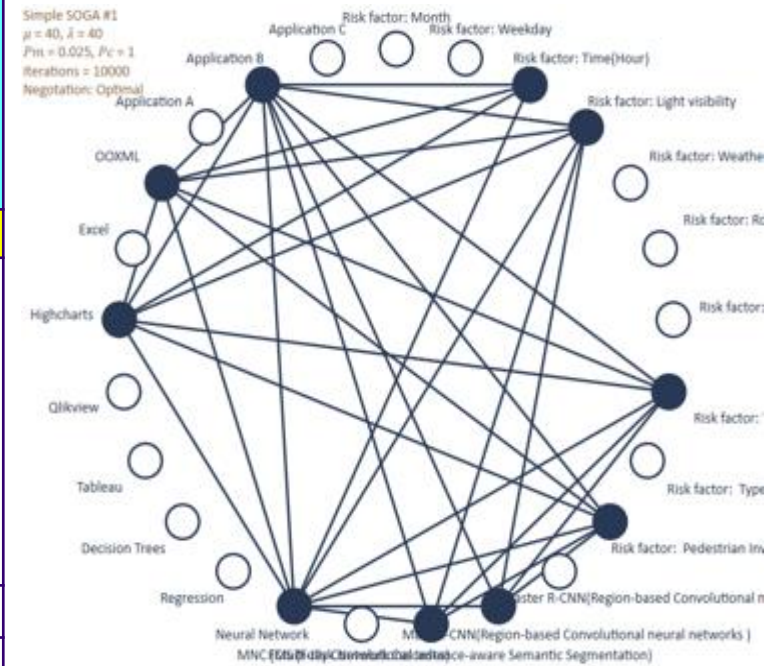 Simple SOGA #1
μ = 40, λ = 40
Pm = 0.025, Pc = 1
Iterations = 10000
Negotation: Optimal
Risk factor: Month
Application C
Risk factor: Weekday
Application B
Risk factor: Time(Hour)
Application A
Risk factor: Light visibility
OOXML
Risk factor: Weathe
Excel
Risk factor: Ro
Highcharts
Risk factor:
Qlikview
Risk factor:
Tableau
Risk factor: Type
Decision Trees
Risk factor: Pedestrian Inv
Regression
ster R-CNN(Region-based Convolutional n
Neural Network
CNN(Region-based Convolutional neural networks )
Semantic Segmentation)